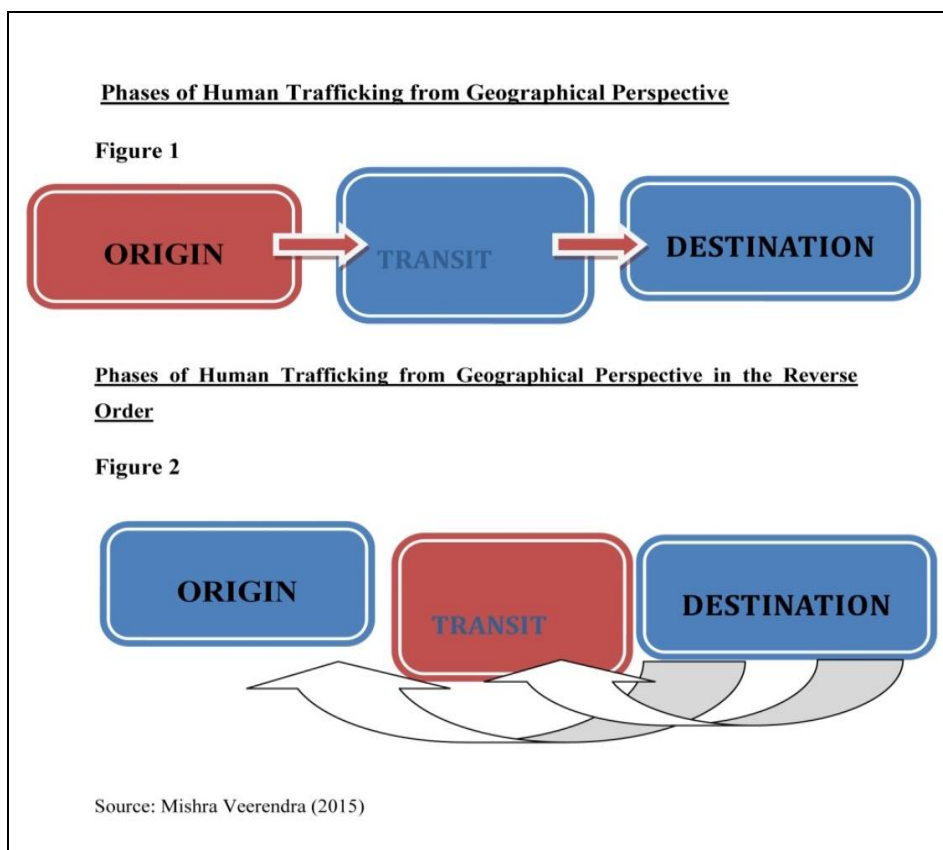 Phases of Human Trafficking from Geographical Perspective
Figure 1
ORIGIN
TRANSIT
DESTINATION
Phases of Human Trafficking from Geographical Perspective in the Reverse
Order
Figure 2
ORIGIN
TRANSIT
DESTINATION
Source: Mishra Veerendra (2015)